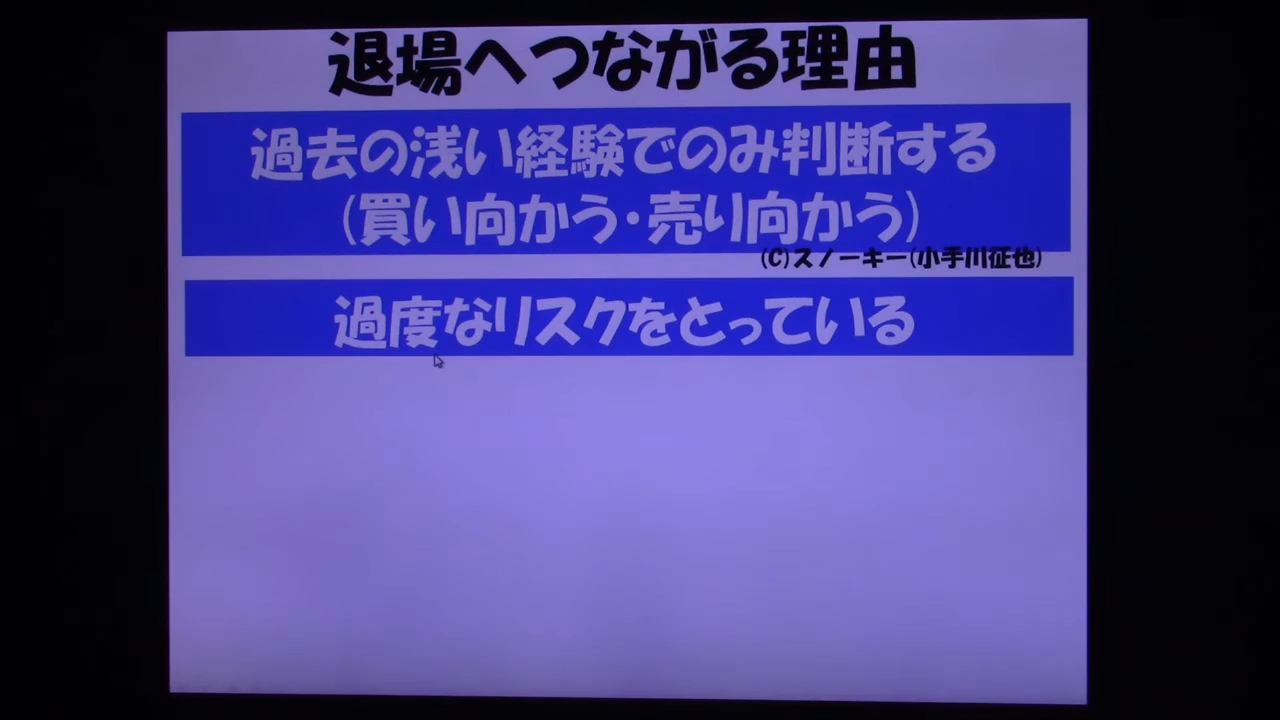 退場へつながる理由
過去の浅い経験でのみ判断する
(買い向かう・売り向かう)
(C)スノーキー(小手川征也)
過度なリスクをとっている